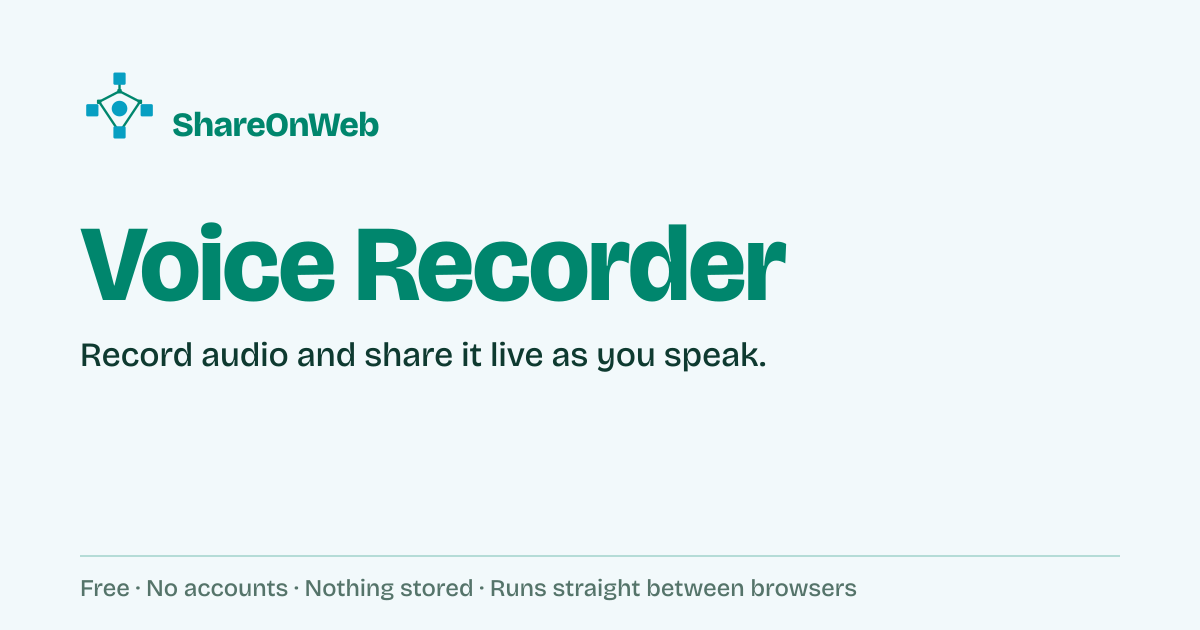 ShareOnWeb
Voice Recorder
Record audio and share it live as you speak.
Free · No accounts · Nothing stored · Runs straight between browsers